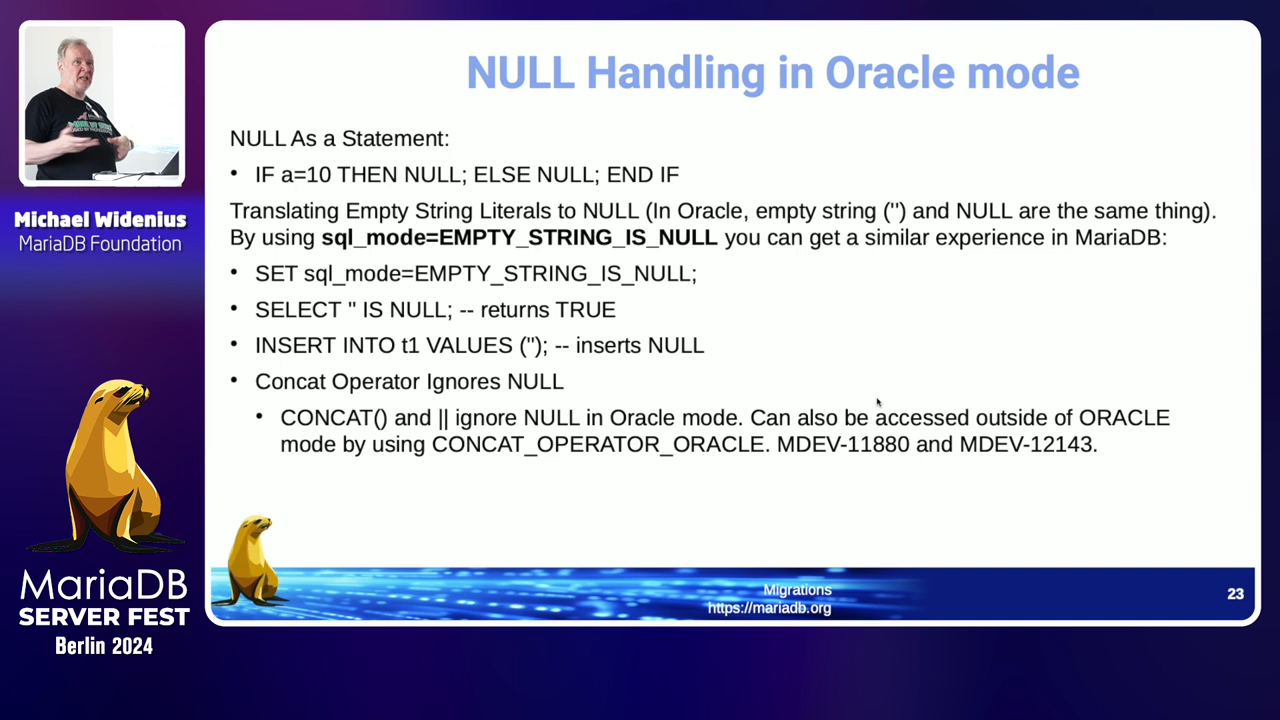 NULL Handling in Oracle mode
NULL As a Statement:
• IF a=10 THEN NULL; ELSE NULL; END IF
Translating Empty String Literals to NULL (In Oracle, empty string ('') and NULL are the same thing).
By using sql_mode=EMPTY_STRING_IS_NULL you can get a similar experience in MariaDB:
• SET sql_mode=EMPTY_STRING_IS_NULL;
• SELECT '' IS NULL; -- returns TRUE
• INSERT INTO t1 VALUES (''); -- inserts NULL
• Concat Operator Ignores NULL
• CONCAT() and || ignore NULL in Oracle mode. Can also be accessed outside of ORACLE
mode by using CONCAT_OPERATOR_ORACLE. MDEV-11880 and MDEV-12143.
Migrations
https://mariadb.org
23
Michael Widenius
MariaDB Foundation
MariaDB
SERVER FEST
Berlin 2024